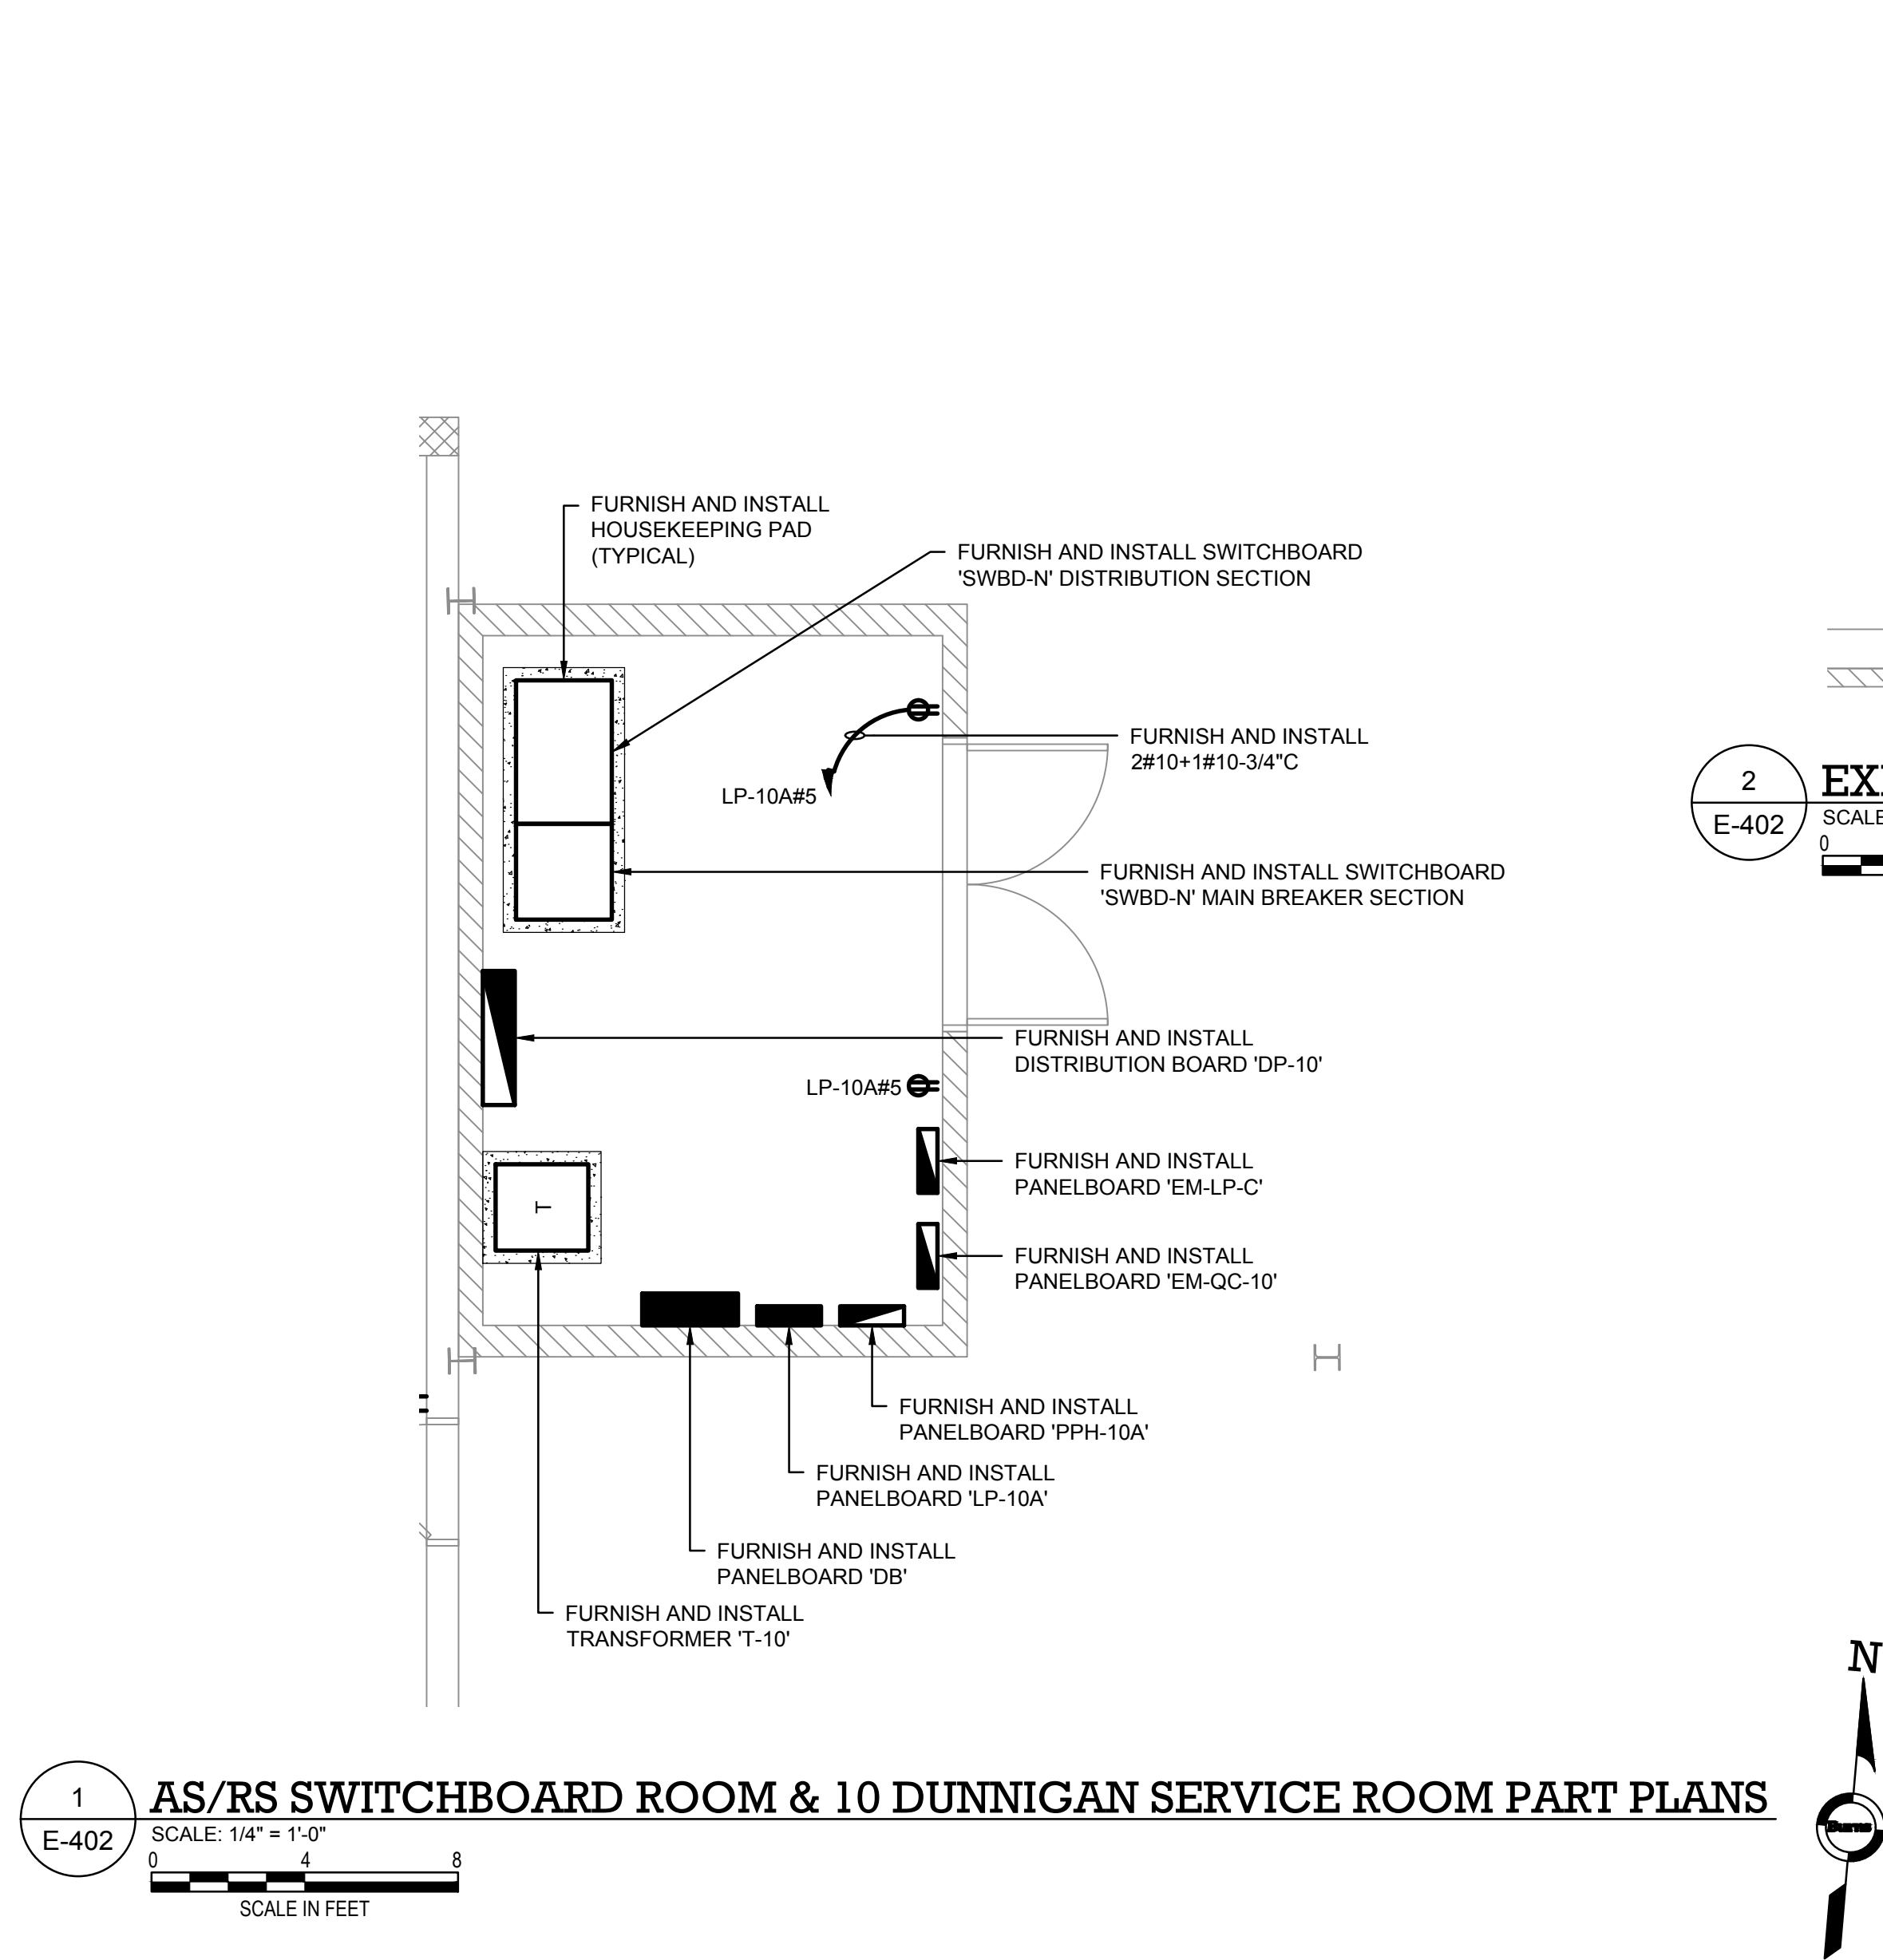 FURNISH AND INSTALL
HOUSEKEEPING PAD
(TYPICAL)
FURNISH AND INSTALL SWITCHBOARD
'SWBD-N' DISTRIBUTION SECTION
FURNISH AND INSTALL
2#10+1#10-3/4"C
LP-10A#5
FURNISH AND INSTALL SWITCHBOARD
'SWBD-N' MAIN BREAKER SECTION
FURNISH AND INSTALL
DISTRIBUTION BOARD 'DP-10'
LP-10A#5
FURNISH AND INSTALL
PANELBOARD 'EM-LP-C'
T
FURNISH AND INSTALL
PANELBOARD 'EM-QC-10'
FURNISH AND INSTALL
PANELBOARD 'PPH-10A'
FURNISH AND INSTALL
PANELBOARD 'LP-10A'
FURNISH AND INSTALL
PANELBOARD 'DB'
FURNISH AND INSTALL
TRANSFORMER 'T-10'
1
E-402
AS/RS SWITCHBOARD ROOM & 10 DUNNIGAN SERVICE ROOM PART PLANS
SCALE: 1/4" = 1'-0"
0 4 8
SCALE IN FEET
2
E-402
SCALE
0
N
Burns